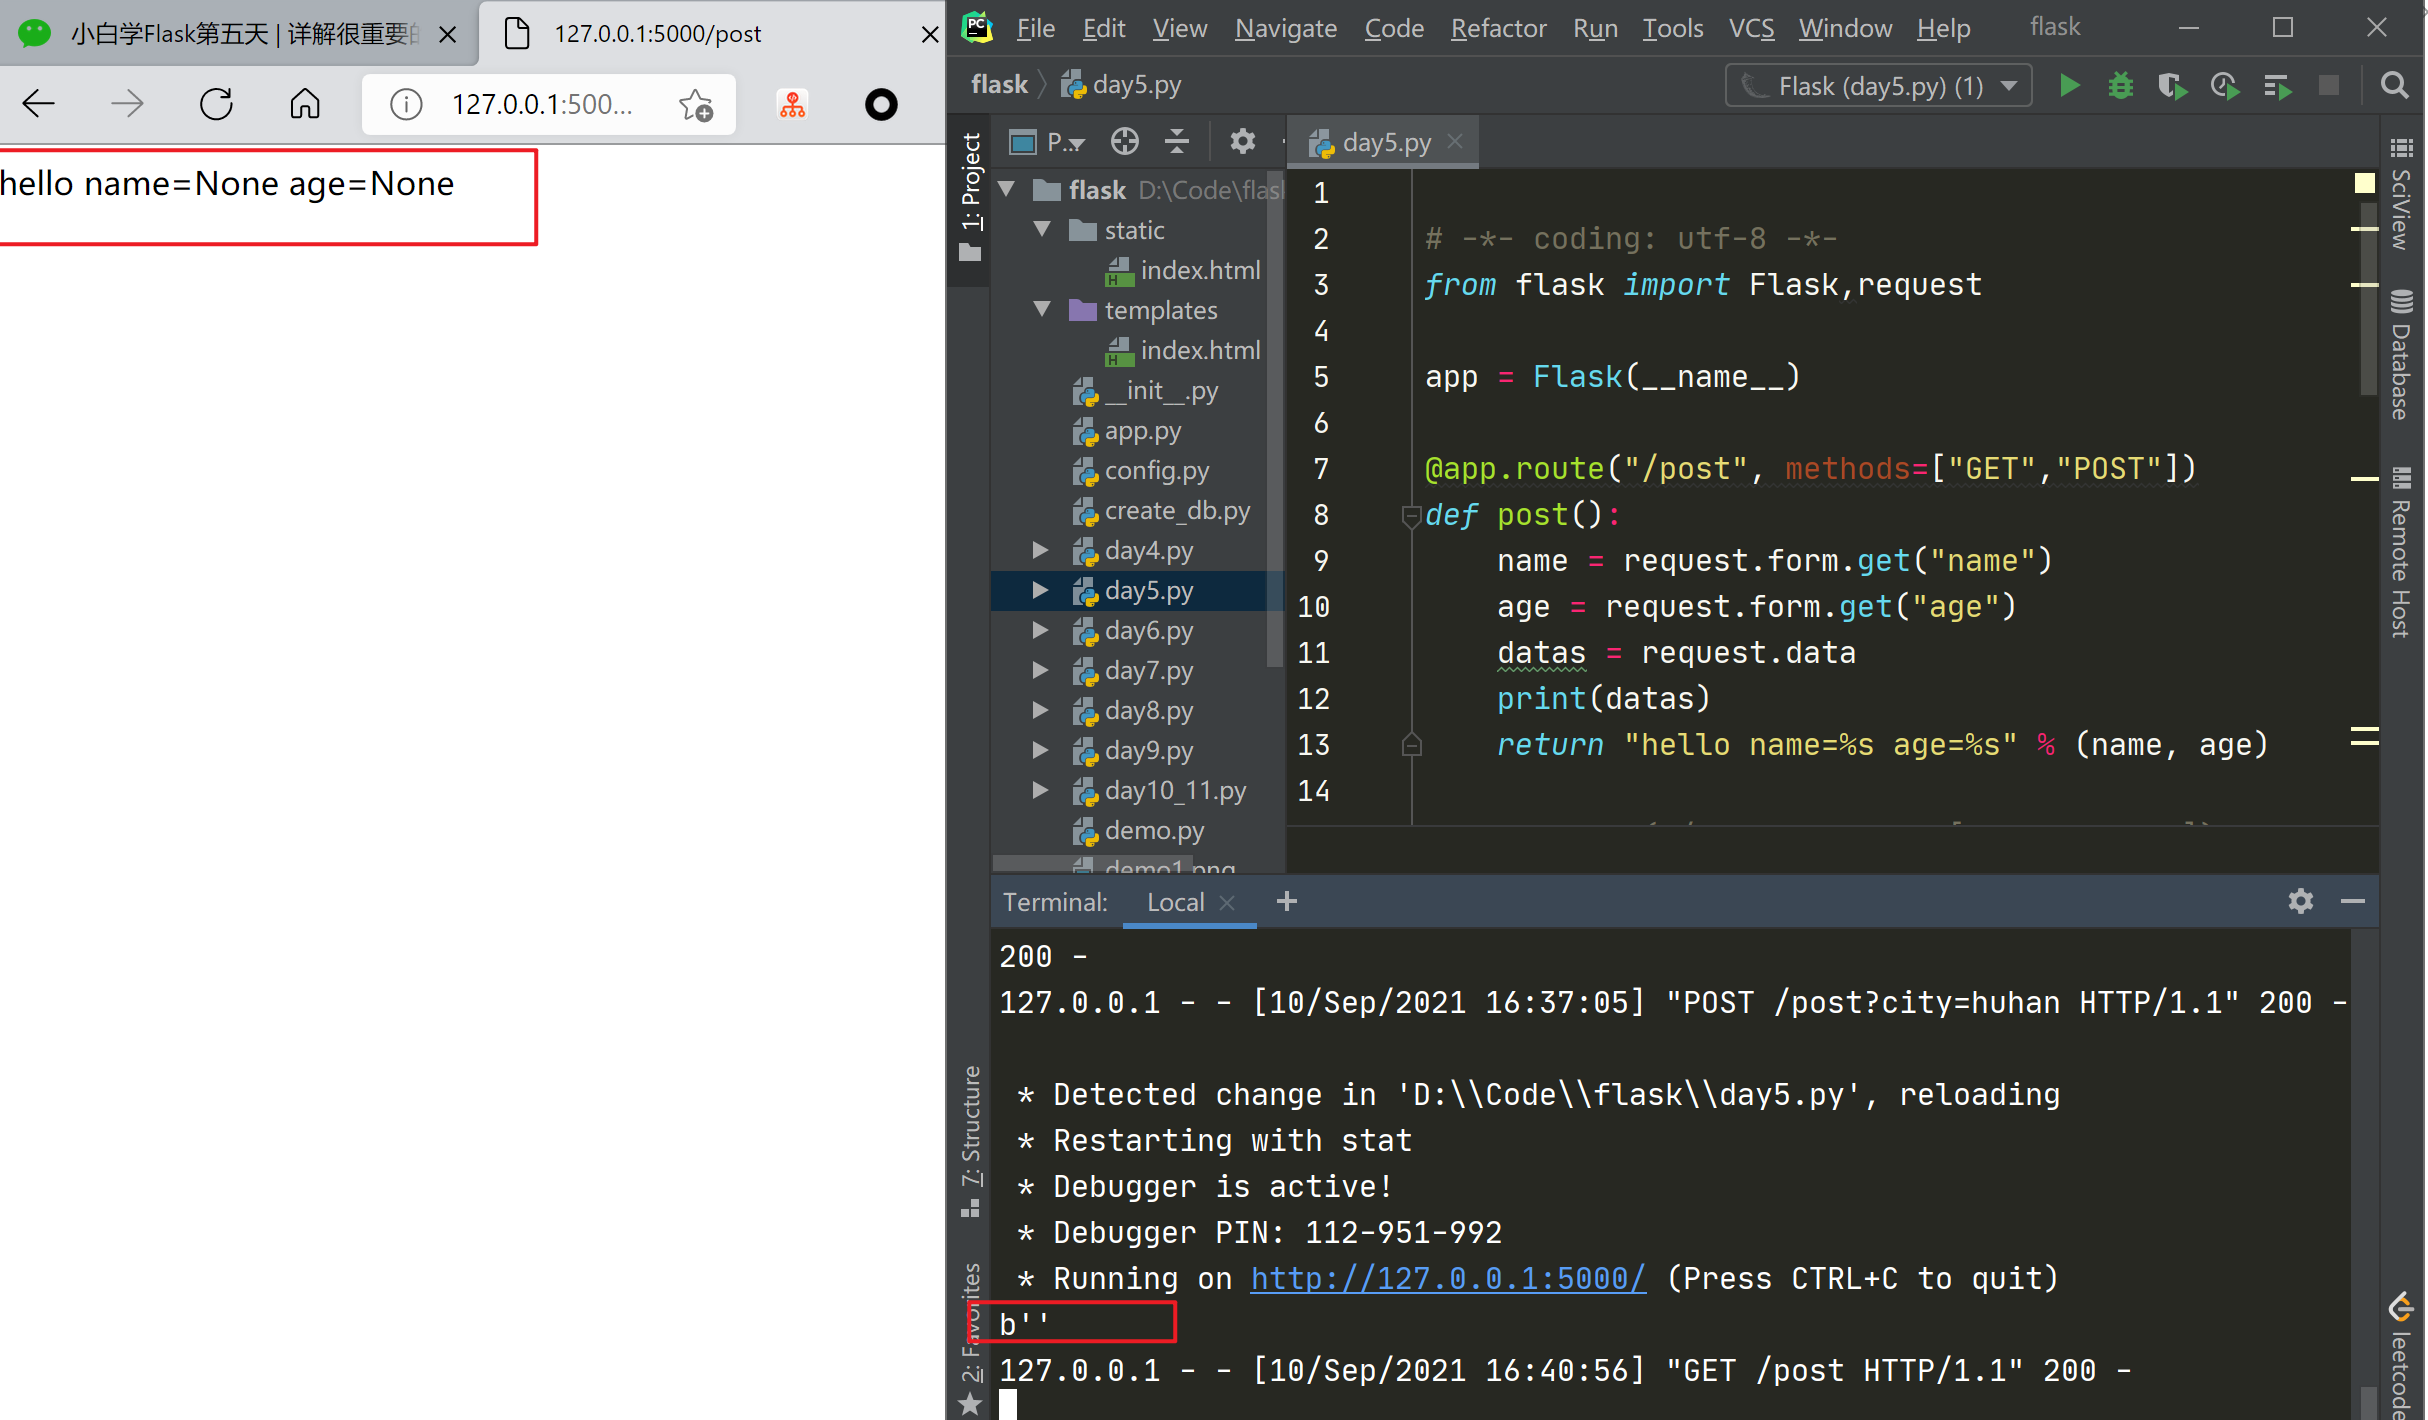 小白学Flask第五天 | 详解很重要的
127.0.0.1:5000/post
127.0.0.1:500...
hello name=None age=None
File Edit View Navigate Code Refactor Run Tools VCS Window Help flask
flask day5.py
Flask (day5.py) (1)
1: Project
P...
day5.py
flask D:\Code\flask
static
index.html
templates
index.html
__init__.py
app.py
config.py
create_db.py
day4.py
day5.py
day6.py
day7.py
day8.py
day9.py
day10_11.py
demo.py
demo1.png
1
2 # -*- coding: utf-8 -*-
3 from flask import Flask,request
4
5 app = Flask(__name__)
6
7 @app.route("/post", methods=["GET","POST"])
8 def post():
9 name = request.form.get("name")
10 age = request.form.get("age")
11 datas = request.data
12 print(datas)
13 return "hello name=%s age=%s" % (name, age)
14
SciView
Database
Remote Host
leetcode
7: Structure
2: Favorites
Terminal: Local
200 -
127.0.0.1 - - [10/Sep/2021 16:37:05] "POST /post?city=huhan HTTP/1.1" 200 -
* Detected change in 'D:\\Code\\flask\\day5.py', reloading
* Restarting with stat
* Debugger is active!
* Debugger PIN: 112-951-992
* Running on http://127.0.0.1:5000/ (Press CTRL+C to quit)
b''
127.0.0.1 - - [10/Sep/2021 16:40:56] "GET /post HTTP/1.1" 200 -